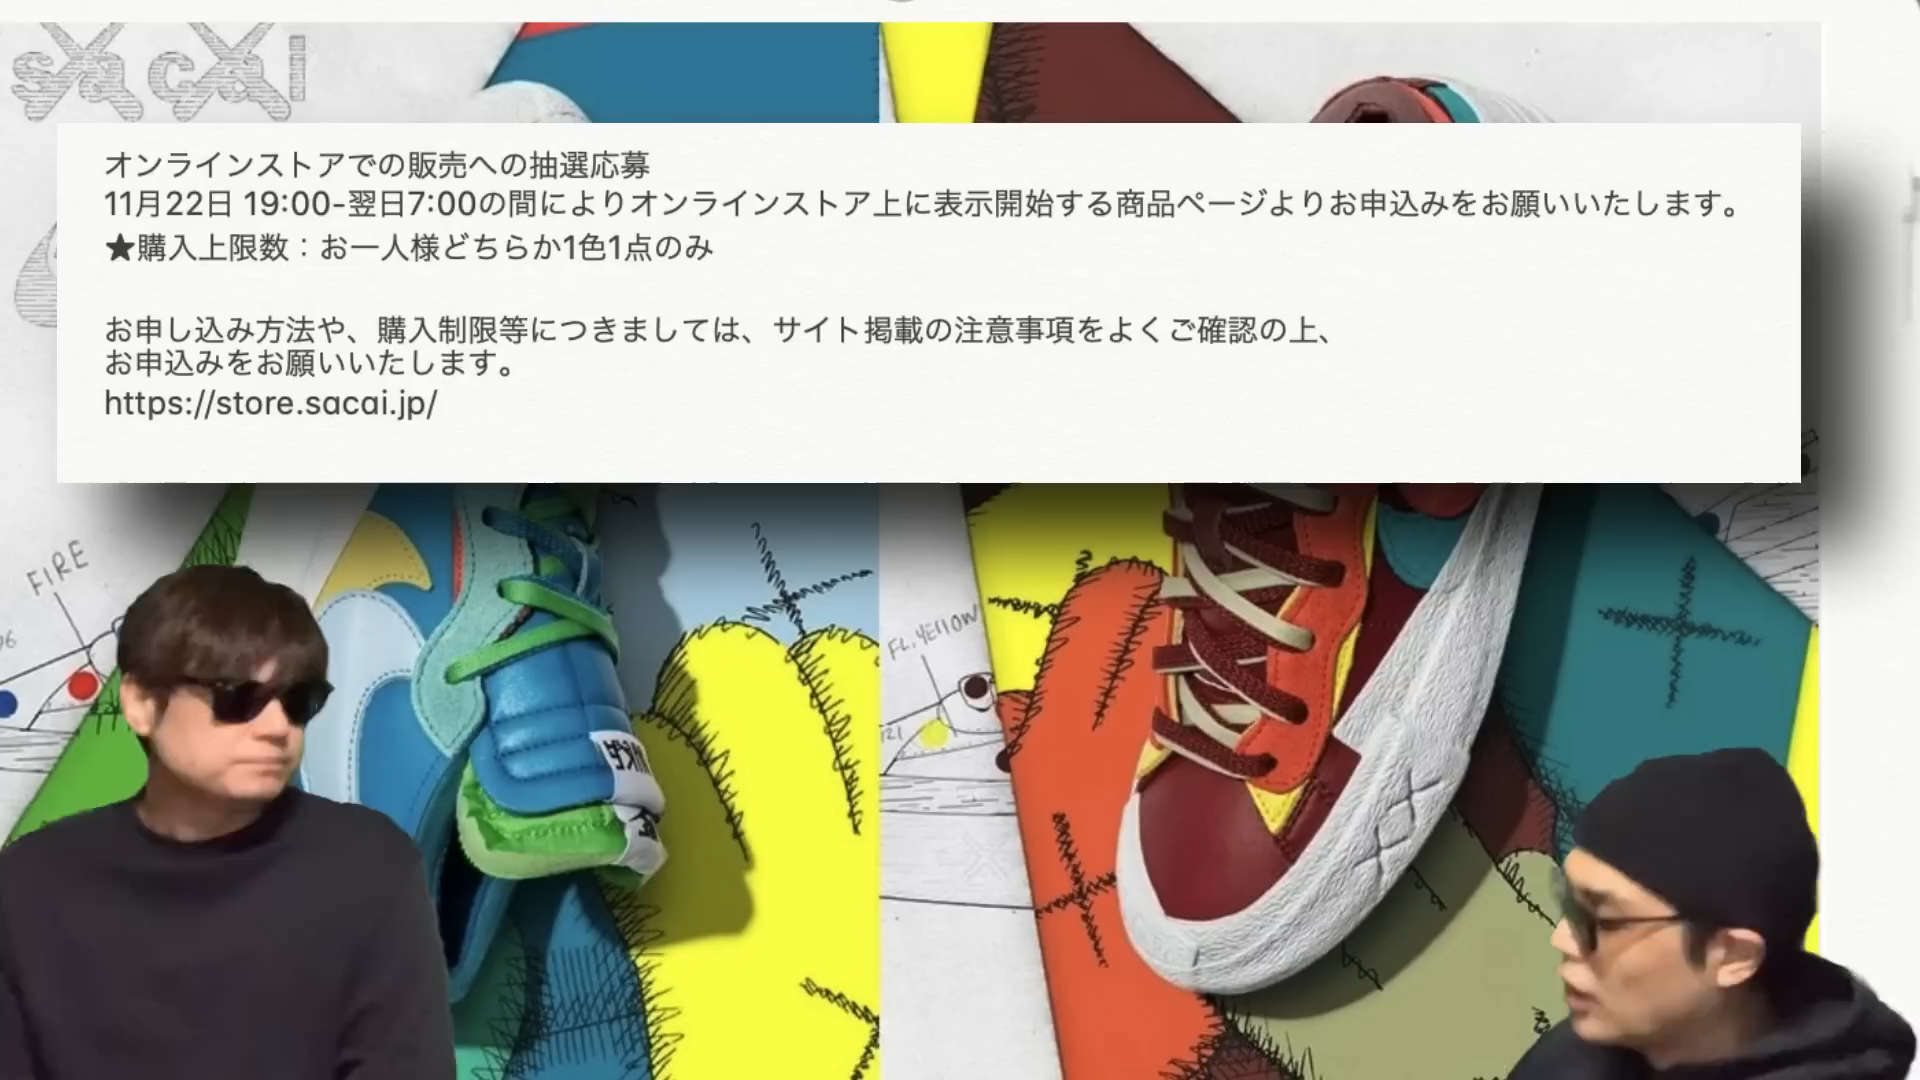 sacai
オンラインストアでの販売への抽選応募
11月22日 19:00-翌日7:00の間によりオンラインストア上に表示開始する商品ページよりお申込みをお願いいたします。
★購入上限数：お一人様どちらか1色1点のみ
お申し込み方法や、購入制限等につきましては、サイト掲載の注意事項をよくご確認の上、
お申込みをお願いいたします。
https://store.sacai.jp/
FIRE
FL.YELLOW